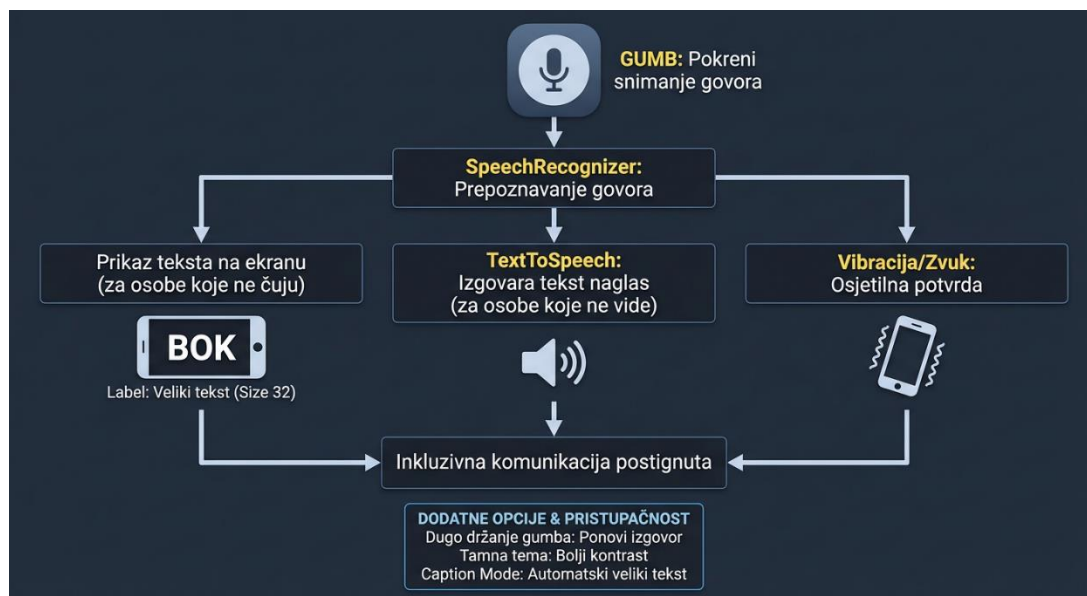 GUMB: Pokreni
snimanje govora
SpeechRecognizer:
Prepoznavanje govora
Prikaz teksta na ekranu
(za osobe koje ne čuju)
TextToSpeech:
Izgovara tekst naglas
(za osobe koje ne vide)
Vibracija/Zvuk:
Osjetilna potvrda
BOK
Label: Veliki tekst (Size 32)
Inkluzivna komunikacija postignuta
DODATNE OPCIJE & PRISTUPAČNOST
Dugo držanje gumba: Ponovi izgovor
Tamna tema: Bolji kontrast
Caption Mode: Automatski veliki tekst